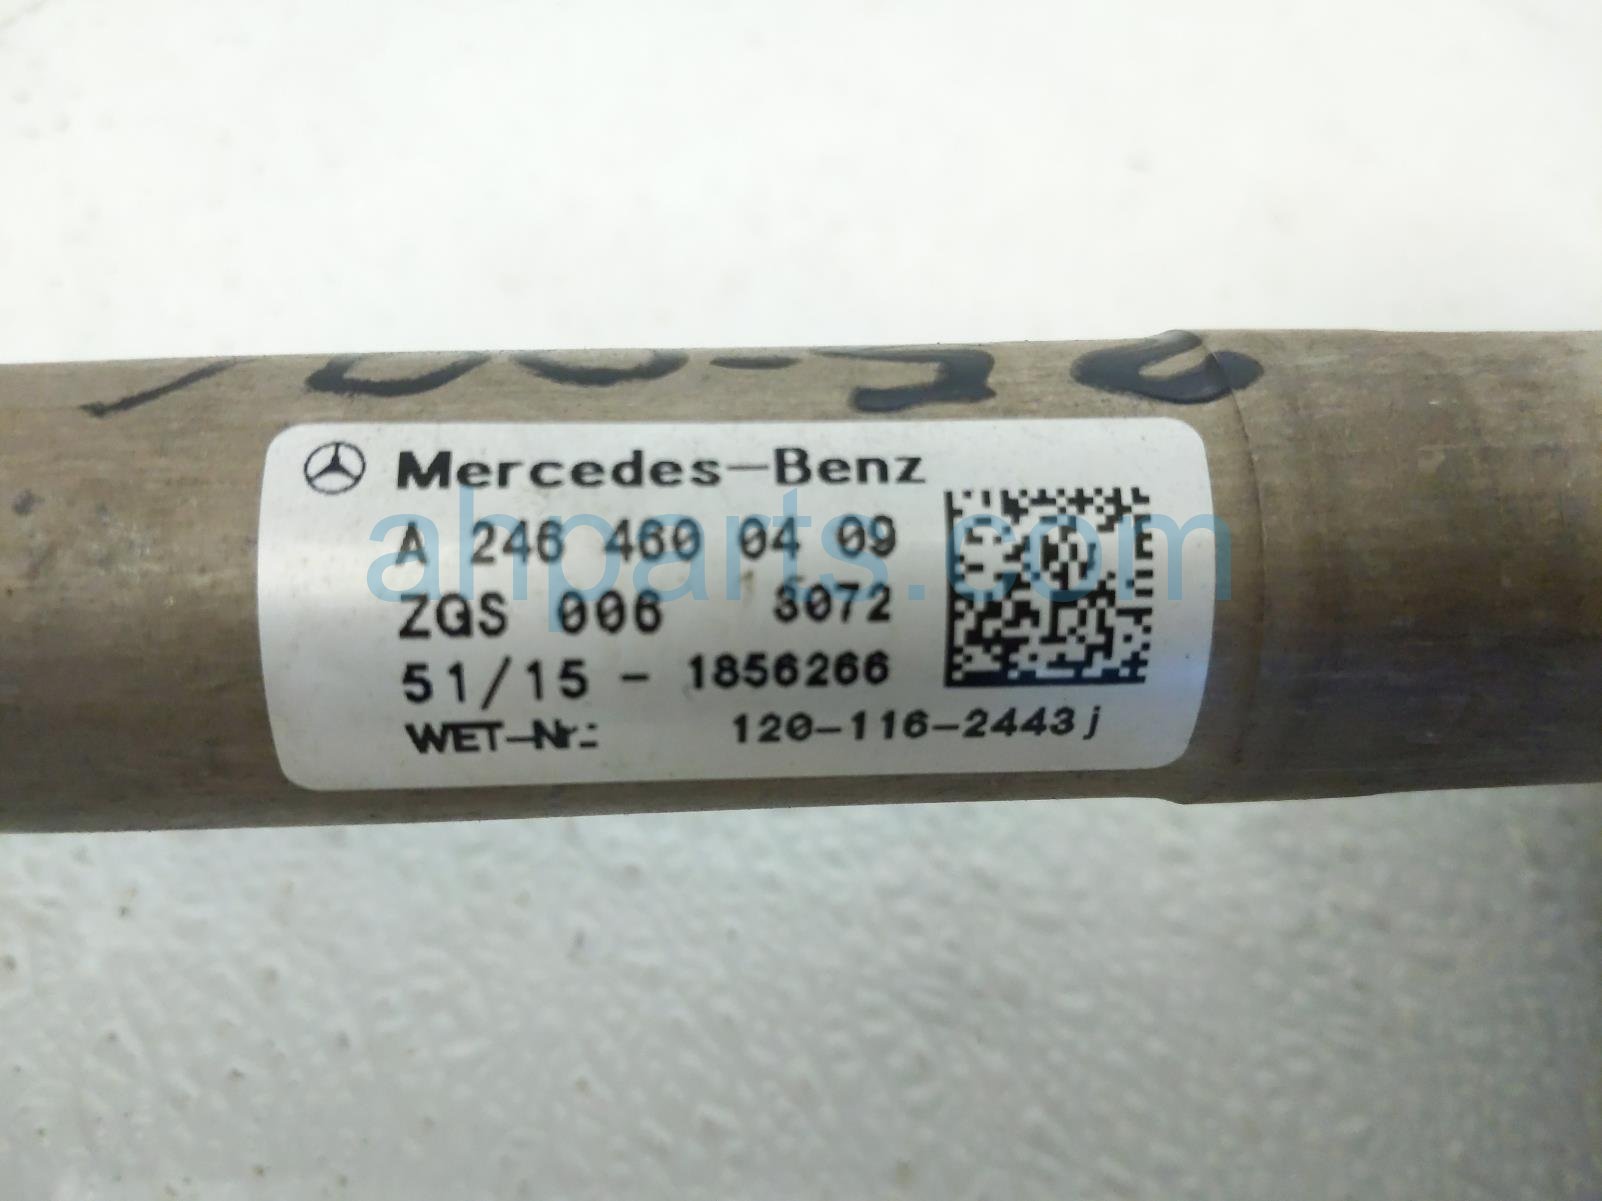 Mercedes-Benz
A 246 460 04 09
ZGS 006 3072
51/15 - 1856266
WET-Nr.: 120-116-2443j
ahparts.com